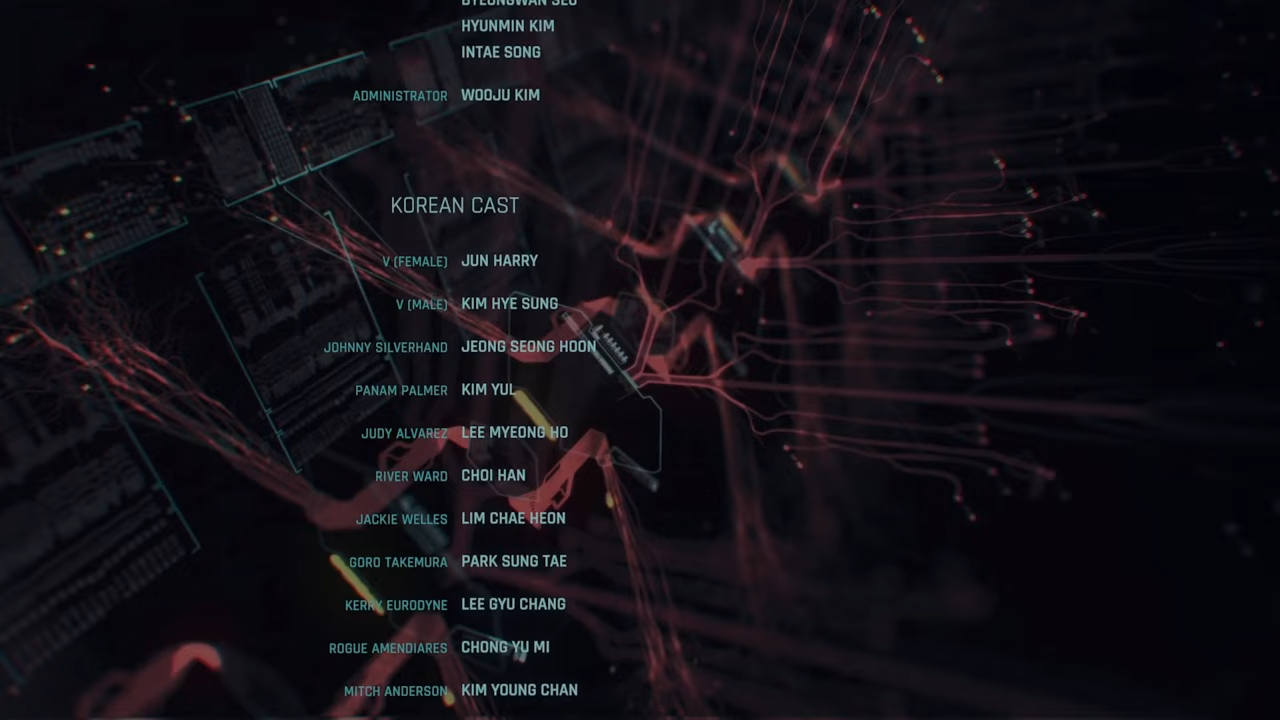 BYEONGWAN SEO
HYUNMIN KIM
INTAE SONG
ADMINISTRATOR WOOJU KIM
KOREAN CAST
V (FEMALE) JUN HARRY
V (MALE) KIM HYE SUNG
JOHNNY SILVERHAND JEONG SEONG HOON
PANAM PALMER KIM YUL
JUDY ALVAREZ LEE MYEONG HO
RIVER WARD CHOI HAN
JACKIE WELLES LIM CHAE HEON
GORO TAKEMURA PARK SUNG TAE
KERRY EURODYNE LEE GYU CHANG
ROGUE AMENDIARES CHONG YU MI
MITCH ANDERSON KIM YOUNG CHAN